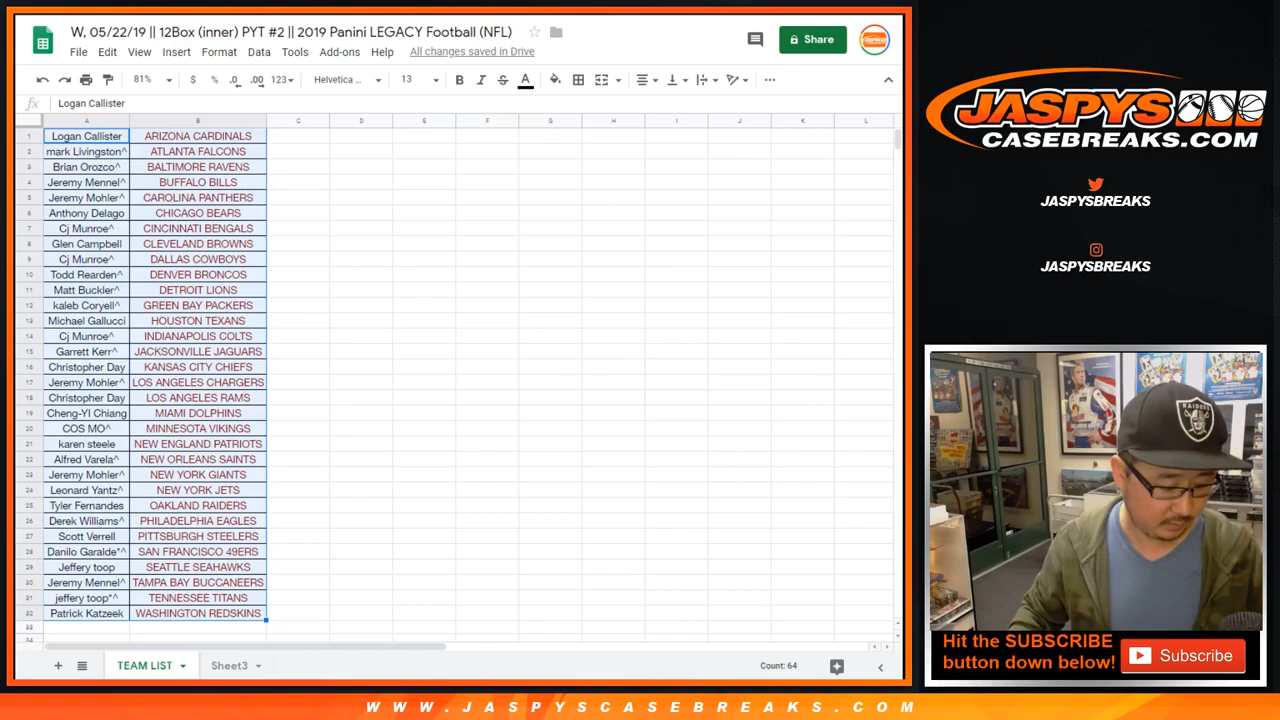 W, 05/22/19 || 12Box (inner) PYT #2 || 2019 Panini LEGACY Football (NFL)
File Edit View Insert Format Data Tools Add-ons Help All changes saved in Drive
Share
81% $ % .0 .00 123 Helvetica ... 13 B I S A
fx Logan Callister
A B C D E F G H I J K L
1 Logan Callister ARIZONA CARDINALS
2 mark Livingston^ ATLANTA FALCONS
3 Brian Orozco^ BALTIMORE RAVENS
4 Jeremy Mennel^ BUFFALO BILLS
5 Jeremy Mohler^ CAROLINA PANTHERS
6 Anthony Delago CHICAGO BEARS
7 Cj Munroe^ CINCINNATI BENGALS
8 Glen Campbell CLEVELAND BROWNS
9 Cj Munroe^ DALLAS COWBOYS
10 Todd Rearden^ DENVER BRONCOS
11 Matt Buckler^ DETROIT LIONS
12 kaleb Coryell^ GREEN BAY PACKERS
13 Michael Gallucci HOUSTON TEXANS
14 Cj Munroe^ INDIANAPOLIS COLTS
15 Garrett Kerr^ JACKSONVILLE JAGUARS
16 Christopher Day KANSAS CITY CHIEFS
17 Jeremy Mohler^ LOS ANGELES CHARGERS
18 Christopher Day LOS ANGELES RAMS
19 Cheng-YI Chiang MIAMI DOLPHINS
20 COS MO^ MINNESOTA VIKINGS
21 karen steele NEW ENGLAND PATRIOTS
22 Alfred Varela^ NEW ORLEANS SAINTS
23 Jeremy Mohler^ NEW YORK GIANTS
24 Leonard Yantz^ NEW YORK JETS
25 Tyler Fernandes OAKLAND RAIDERS
26 Derek Williams^ PHILADELPHIA EAGLES
27 Scott Verrell PITTSBURGH STEELERS
28 Danilo Garalde*^ SAN FRANCISCO 49ERS
29 Jeffery toop SEATTLE SEAHAWKS
30 Jeremy Mennel^ TAMPA BAY BUCCANEERS
31 jeffery toop*^ TENNESSEE TITANS
32 Patrick Katzeek WASHINGTON REDSKINS
33
34
TEAM LIST Sheet3 Count: 64
JASPYS
CASEBREAKS.COM
JASPYSBREAKS
JASPYSBREAKS
RAIDERS
Hit the SUBSCRIBE
button down below!
Subscribe
WWW.JASPYSCASEBREAKS.COM